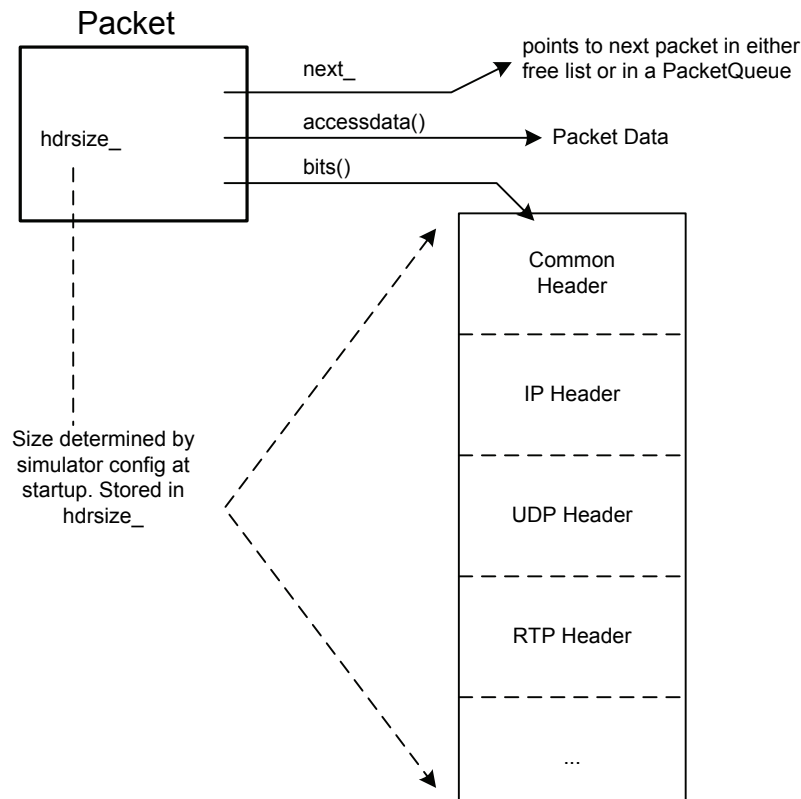 Packet
next_
points to next packet in either
free list or in a PacketQueue
accessdata()
Packet Data
hdrsize_
bits()
Common
Header
IP Header
Size determined by
simulator config at
startup. Stored in
hdrsize_
UDP Header
RTP Header
...